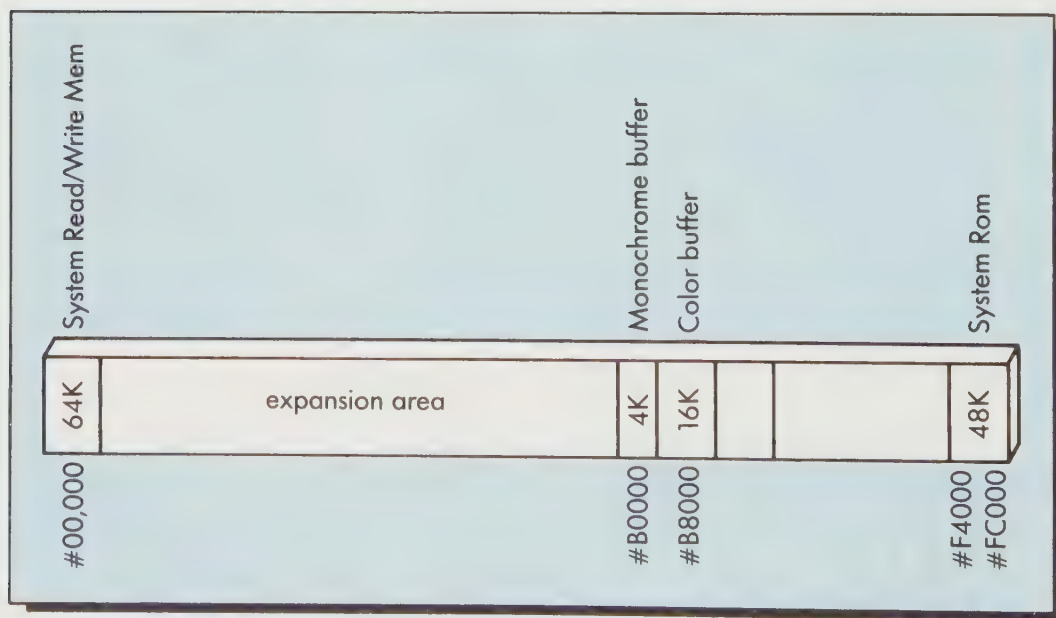 #00,000
64K
System Read/Write Mem
expansion area
#B0000
4K
Monochrome buffer
#B8000
16K
Color buffer
#F4000
48K
System Rom
#FC000